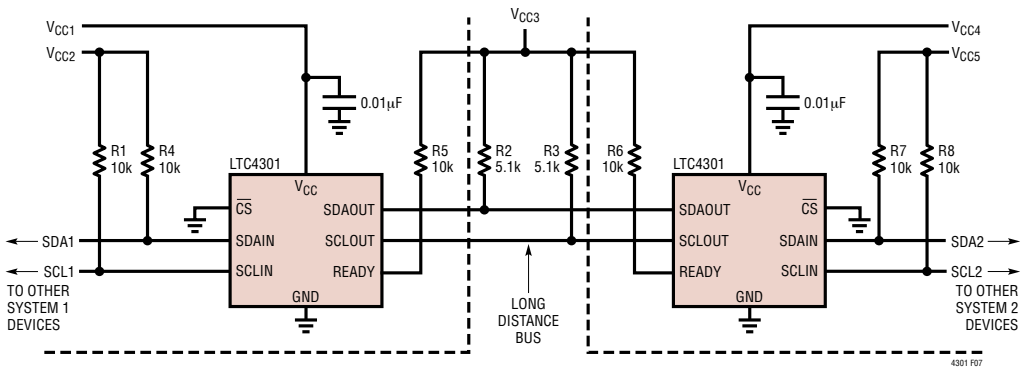 VCC1
VCC2
VCC3
VCC4
VCC5
0.01µF
0.01µF
R1
10k
R4
10k
R5
10k
R2
5.1k
R3
5.1k
R6
10k
R7
10k
R8
10k
LTC4301
VCC
CS
SDAIN
SCLIN
GND
SDAOUT
SCLOUT
READY
LTC4301
VCC
SDAOUT
SCLOUT
READY
GND
CS
SDAIN
SCLIN
SDA1
SCL1
TO OTHER
SYSTEM 1
DEVICES
LONG
DISTANCE
BUS
SDA2
SCL2
TO OTHER
SYSTEM 2
DEVICES
4301 F07